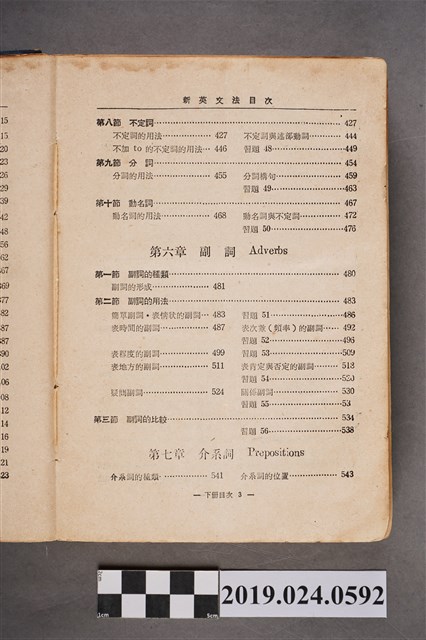 新英文法目次
第八節 不定詞 427
不定詞的用法 427 不定詞與述部動詞 444
不加 to 的不定詞的用法 446 習題 48 449
第九節 分 詞 454
分詞的用法 455 分詞構句 459
習題 49 463
第十節 動名詞 467
動名詞的用法 468 動名詞與不定詞 472
習題 50 476
第六章 副 詞 Adverbs
第一節 副詞的種類 480
副詞的形成 481
第二節 副詞的用法 483
簡單副詞・表情狀的副詞 483 習題 51 486
表時間的副詞 487 表次數(頻率)的副詞 492
習題 52 496
表程度的副詞 499 習題 53 509
表地方的副詞 511 表肯定與否定的副詞 518
習題 54
疑問副詞 524 關係副詞 530
習題 55
第三節 副詞的比較 534
習題 56 538
第七章 介系詞 Prepositions
介系詞的種類 541 介系詞的位置 543
— 下冊目次 3 —
2cm
1cm 5cm
2019.024.0592